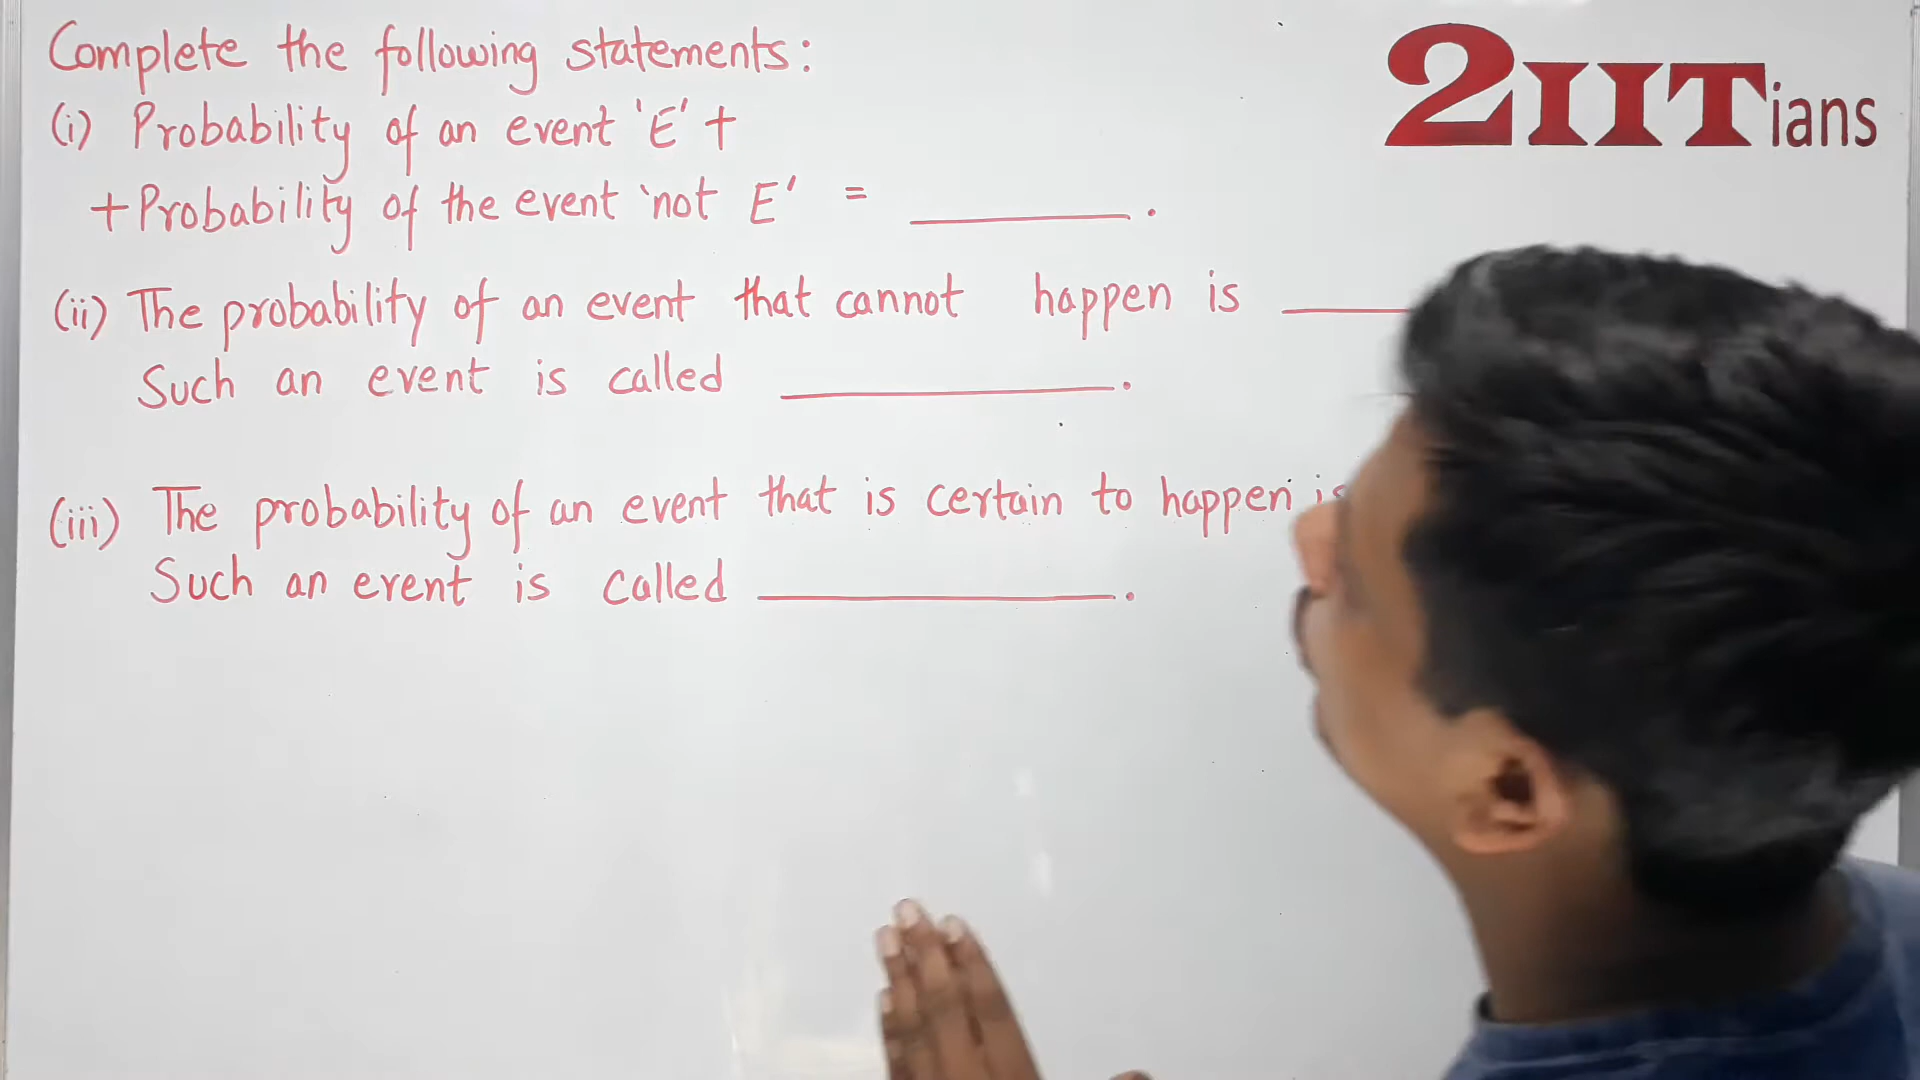 Complete the following statements:
(i) Probability of an event 'E' +
+ Probability of the event 'not E' = ________.
(ii) The probability of an event that cannot happen is ____
Such an event is called ________.
(iii) The probability of an event that is certain to happen is
Such an event is called ________.
2IITians